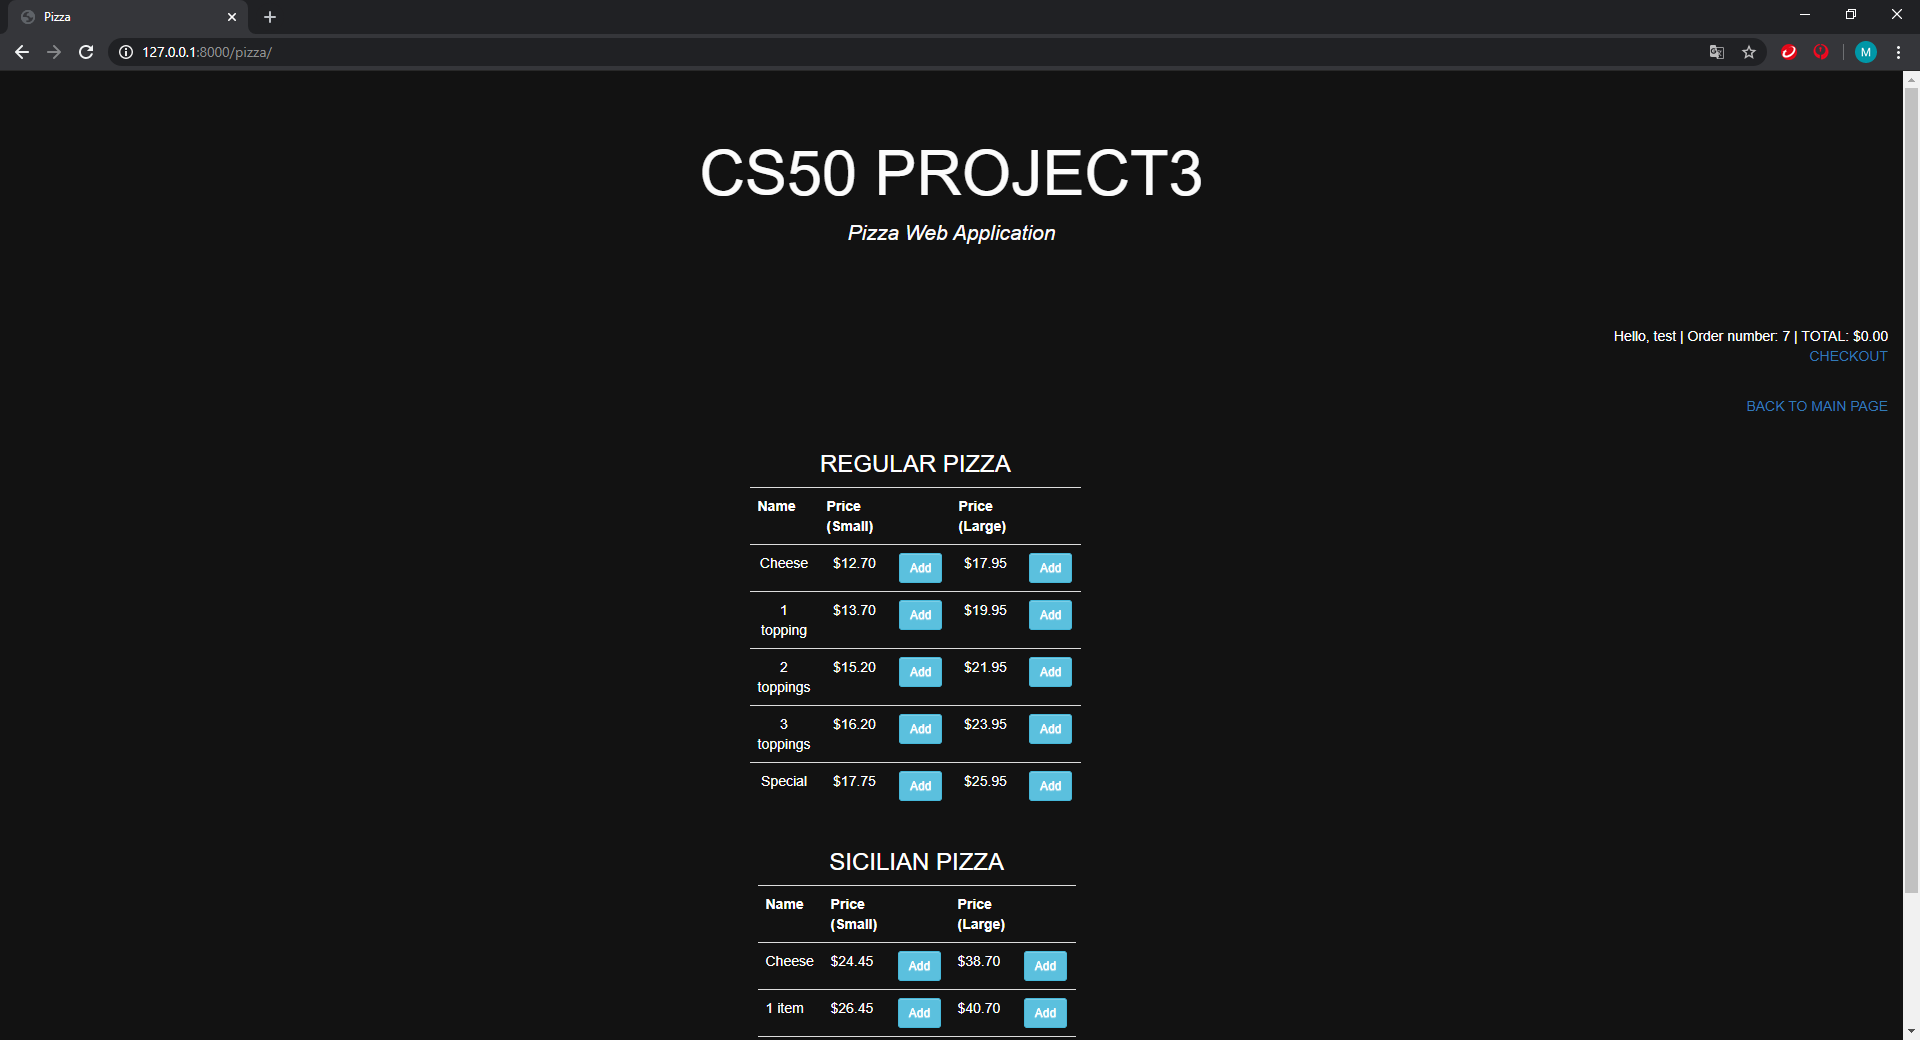 Pizza
127.0.0.1:8000/pizza/
M
CS50 PROJECT3
Pizza Web Application
Hello, test | Order number: 7 | TOTAL: $0.00
CHECKOUT
BACK TO MAIN PAGE
REGULAR PIZZA
Name Price (Small) Price (Large)
Cheese $12.70 Add $17.95 Add
1 topping $13.70 Add $19.95 Add
2 toppings $15.20 Add $21.95 Add
3 toppings $16.20 Add $23.95 Add
Special $17.75 Add $25.95 Add
SICILIAN PIZZA
Name Price (Small) Price (Large)
Cheese $24.45 Add $38.70 Add
1 item $26.45 Add $40.70 Add